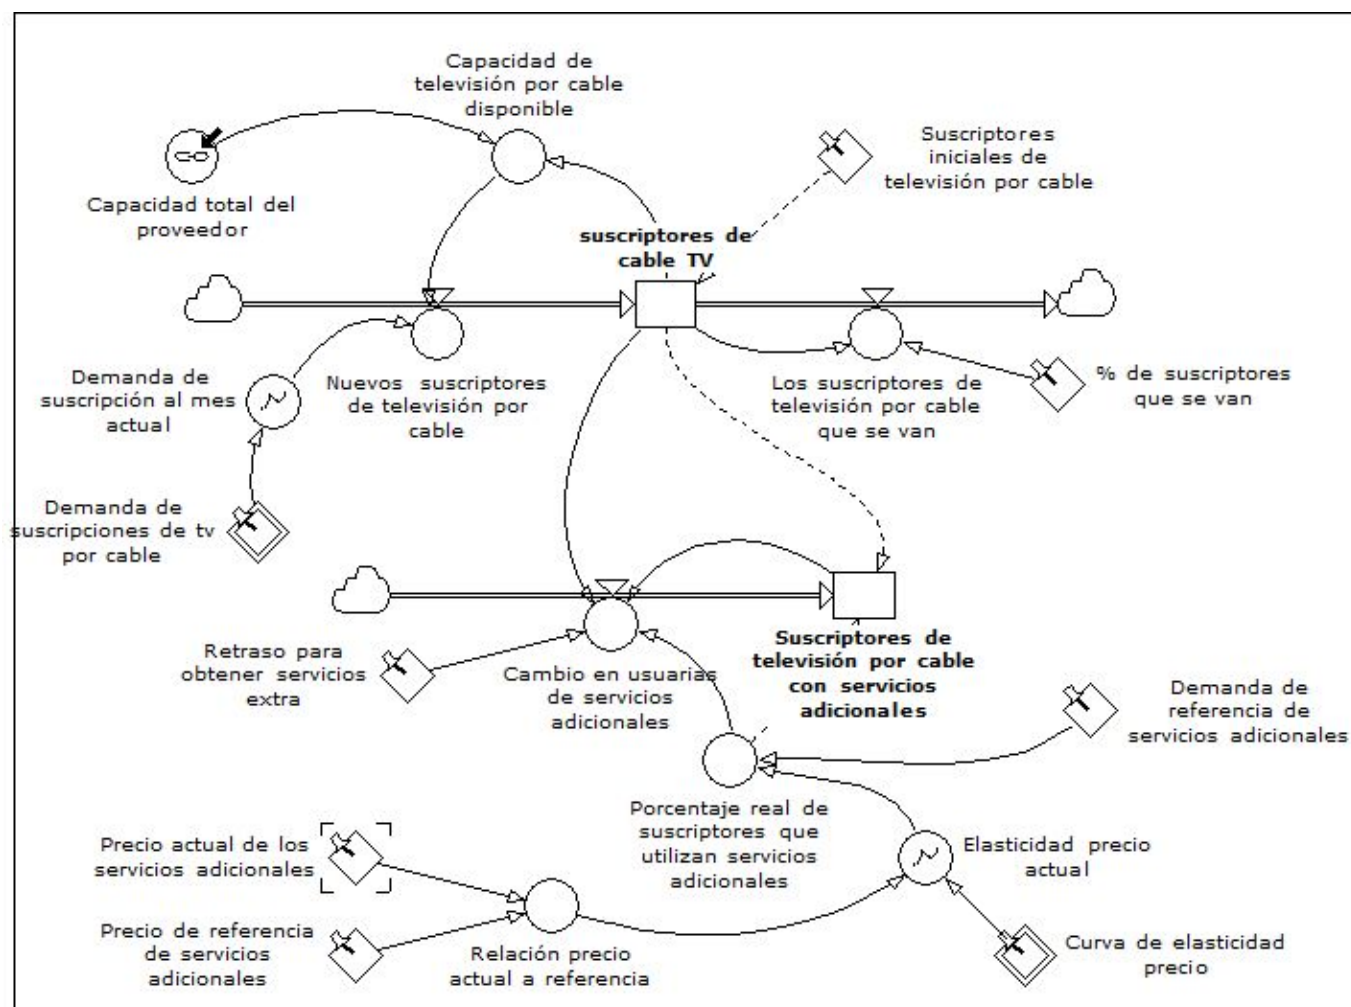 Capacidad de
televisión por cable
disponible
Suscriptores
iniciales de
televisión por cable
Capacidad total del
proveedor
suscriptores de
cable TV
Demanda de
suscripción al mes
actual
Nuevos suscriptores
de televisión por
cable
Los suscriptores de
televisión por cable
que se van
% de suscriptores
que se van
Demanda de
suscripciones de tv
por cable
Retraso para
obtener servicios
extra
Cambio en usuarias
de servicios
adicionales
Suscriptores de
televisión por cable
con servicios
adicionales
Demanda de
referencia de
servicios adicionales
Precio actual de los
servicios adicionales
Porcentaje real de
suscriptores que
utilizan servicios
adicionales
Elasticidad precio
actual
Precio de referencia
de servicios
adicionales
Relación precio
actual a referencia
Curva de elasticidad
precio